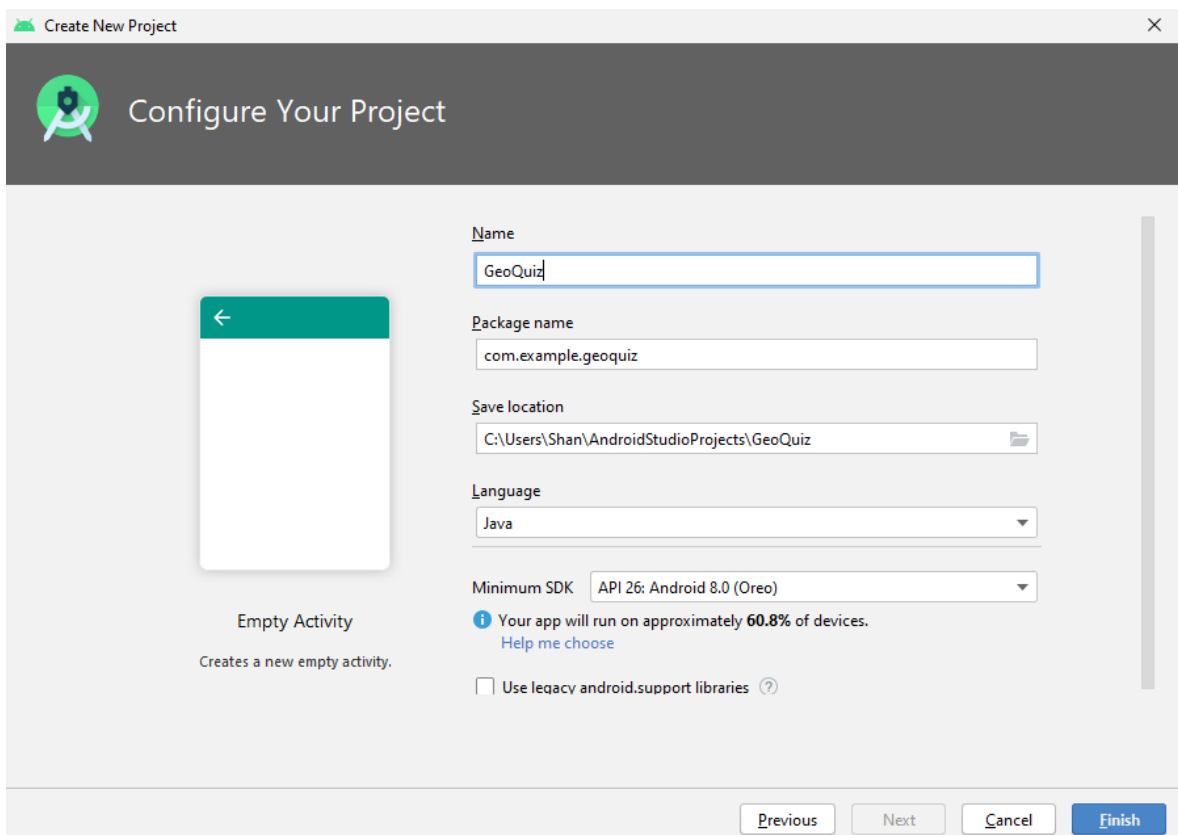 Create New Project
Configure Your Project
Name
GeoQuiz
Package name
com.example.geoquiz
Save location
C:\Users\Shan\AndroidStudioProjects\GeoQuiz
Language
Java
Minimum SDK API 26: Android 8.0 (Oreo)
Your app will run on approximately 60.8% of devices.
Help me choose
Use legacy android.support libraries ?
Empty Activity
Creates a new empty activity.
Previous Next Cancel Finish